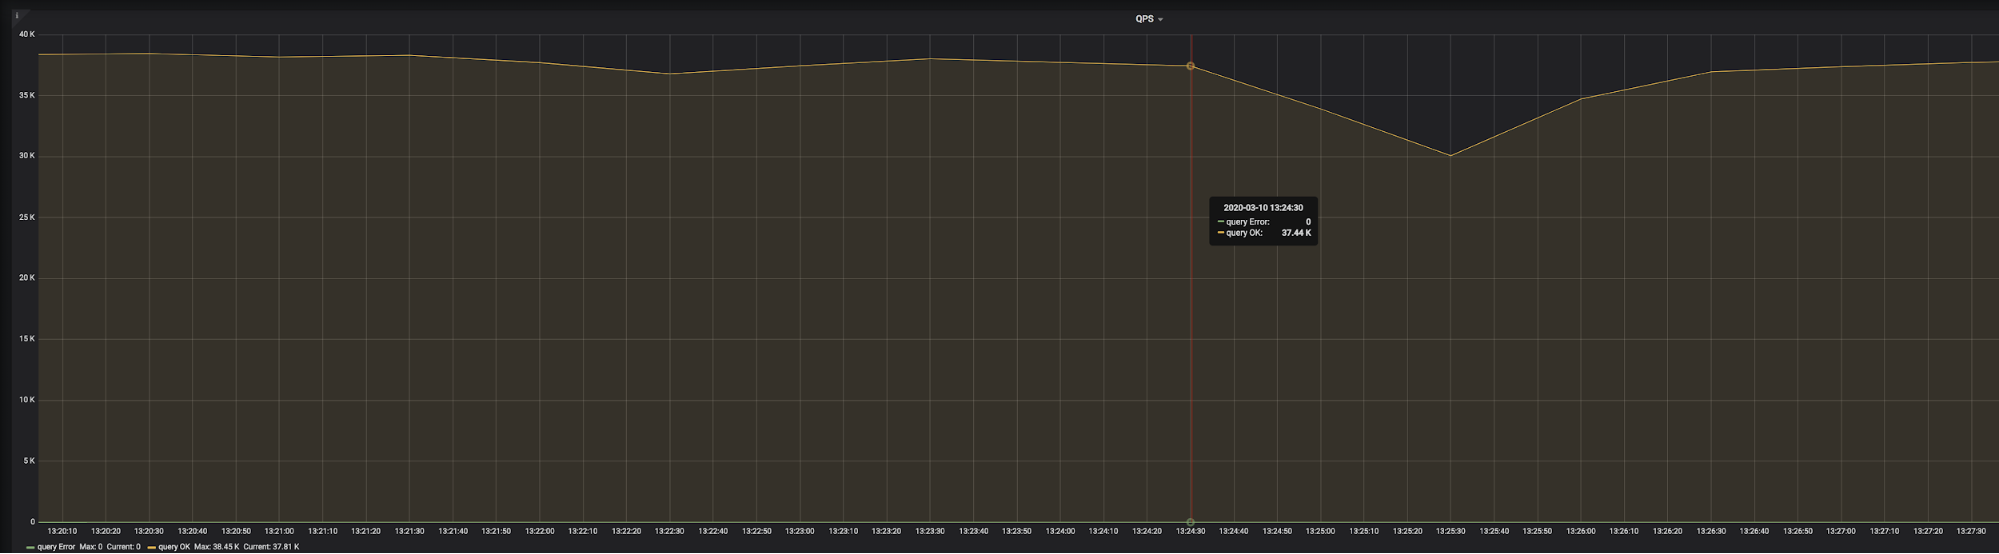 i
QPS
40 K
35 K
30 K
25 K
20 K
15 K
10 K
5 K
0
2020-03-10 13:24:30
query Error: 0
query OK: 37.44 K
13:20:10 13:20:20 13:20:30 13:20:40 13:20:50 13:21:00 13:21:10 13:21:20 13:21:30 13:21:40 13:21:50 13:22:00 13:22:10 13:22:20 13:22:30 13:22:40 13:22:50 13:23:00 13:23:10 13:23:20 13:23:30 13:23:40 13:23:50 13:24:00 13:24:10 13:24:20 13:24:30 13:24:40 13:24:50 13:25:00 13:25:10 13:25:20 13:25:30 13:25:40 13:25:50 13:26:00 13:26:10 13:26:20 13:26:30 13:26:40 13:26:50 13:27:00 13:27:10 13:27:20 13:27:30
query Error Max: 0 Current: 0 query OK Max: 38.45 K Current: 37.81 K